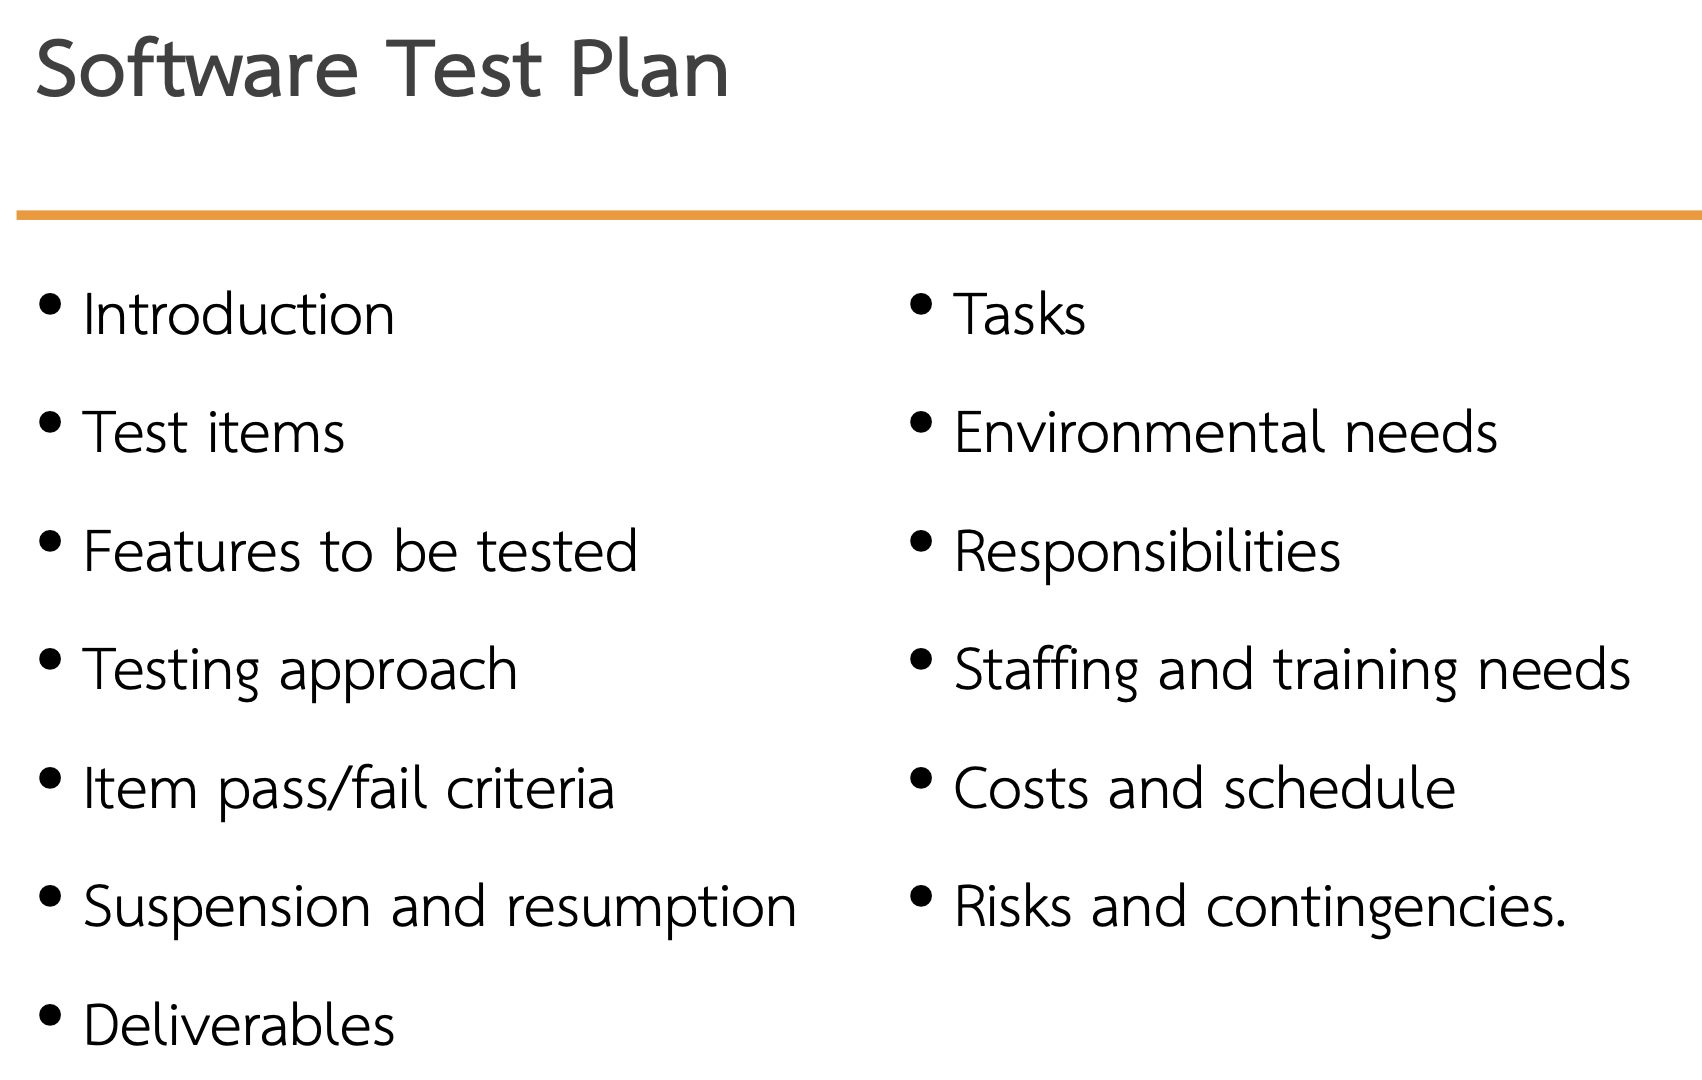 Software Test Plan
• Introduction
• Test items
• Features to be tested
• Testing approach
• Item pass/fail criteria
• Suspension and resumption
• Deliverables
• Tasks
• Environmental needs
• Responsibilities
• Staffing and training needs
• Costs and schedule
• Risks and contingencies.